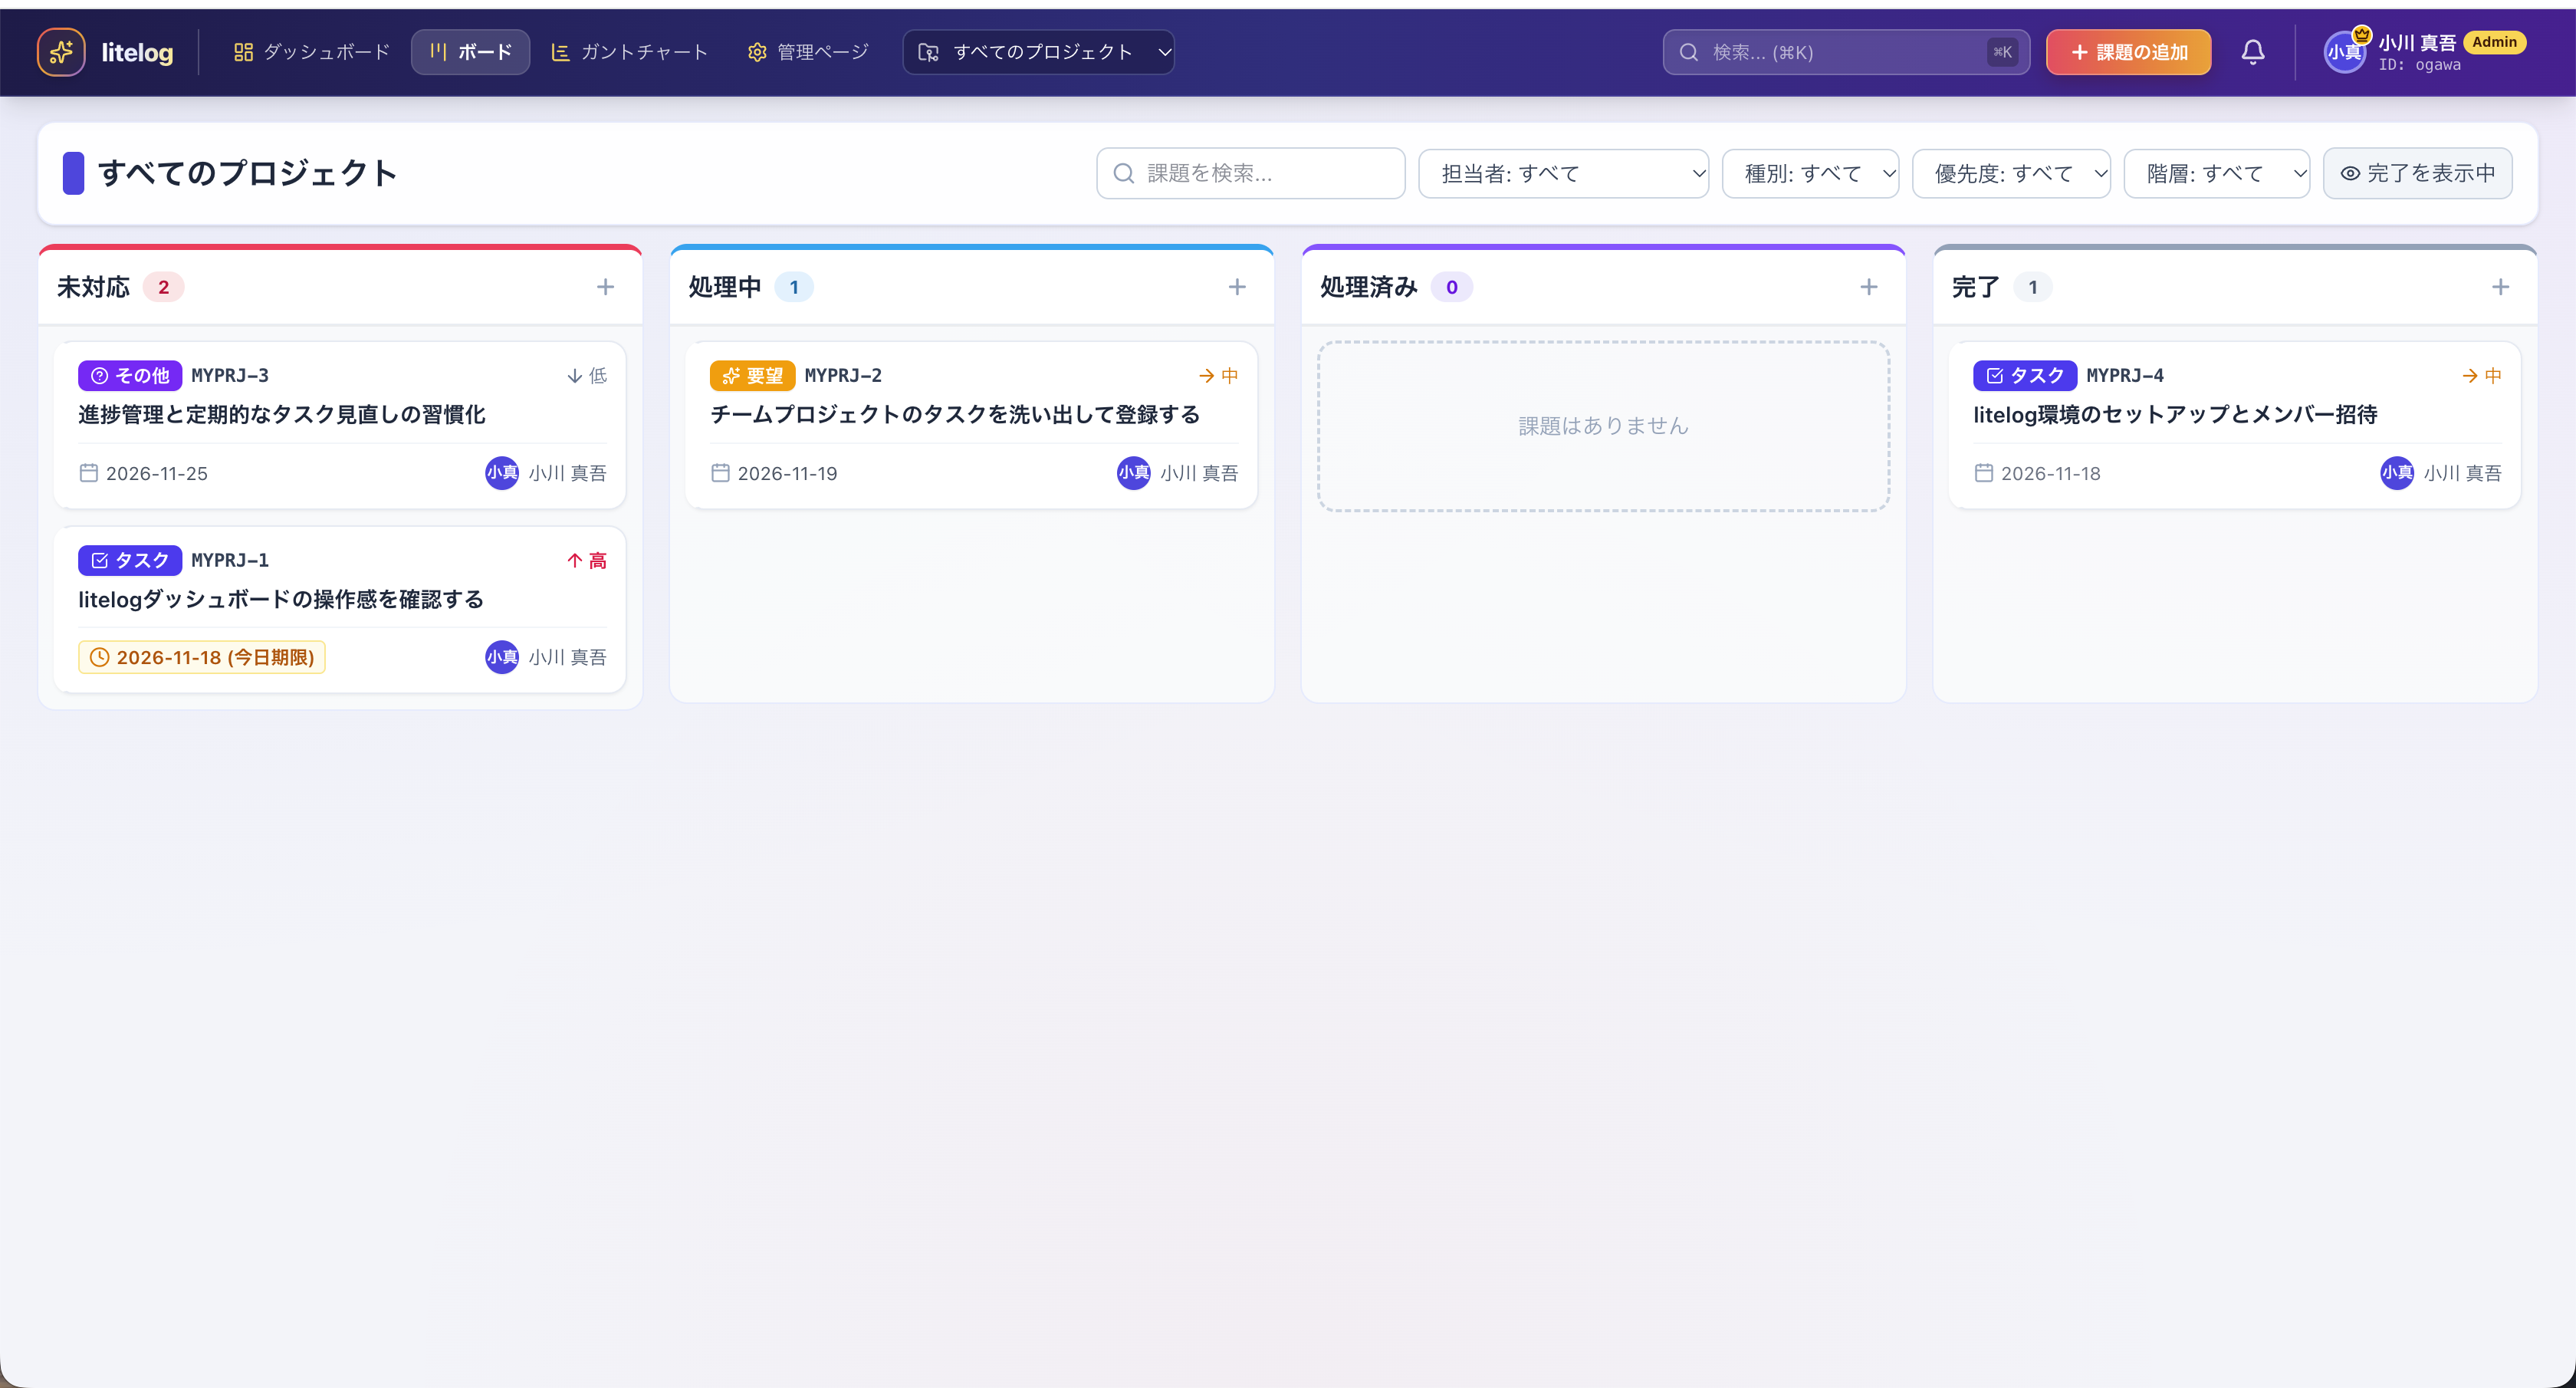 litelog
ダッシュボード
ボード
ガントチャート
管理ページ
すべてのプロジェクト
検索... (⌘K)
⌘K
課題の追加
小真
小川 真吾
Admin
ID: ogawa
すべてのプロジェクト
課題を検索...
担当者: すべて
種別: すべて
優先度: すべて
階層: すべて
完了を表示中
未対応 2
その他 MYPRJ-3 低
進捗管理と定期的なタスク見直しの習慣化
2026-11-25 小真 小川 真吾
タスク MYPRJ-1 高
litelogダッシュボードの操作感を確認する
2026-11-18 (今日期限) 小真 小川 真吾
処理中 1
要望 MYPRJ-2 中
チームプロジェクトのタスクを洗い出して登録する
2026-11-19 小真 小川 真吾
処理済み 0
課題はありません
完了 1
タスク MYPRJ-4 中
litelog環境のセットアップとメンバー招待
2026-11-18 小真 小川 真吾